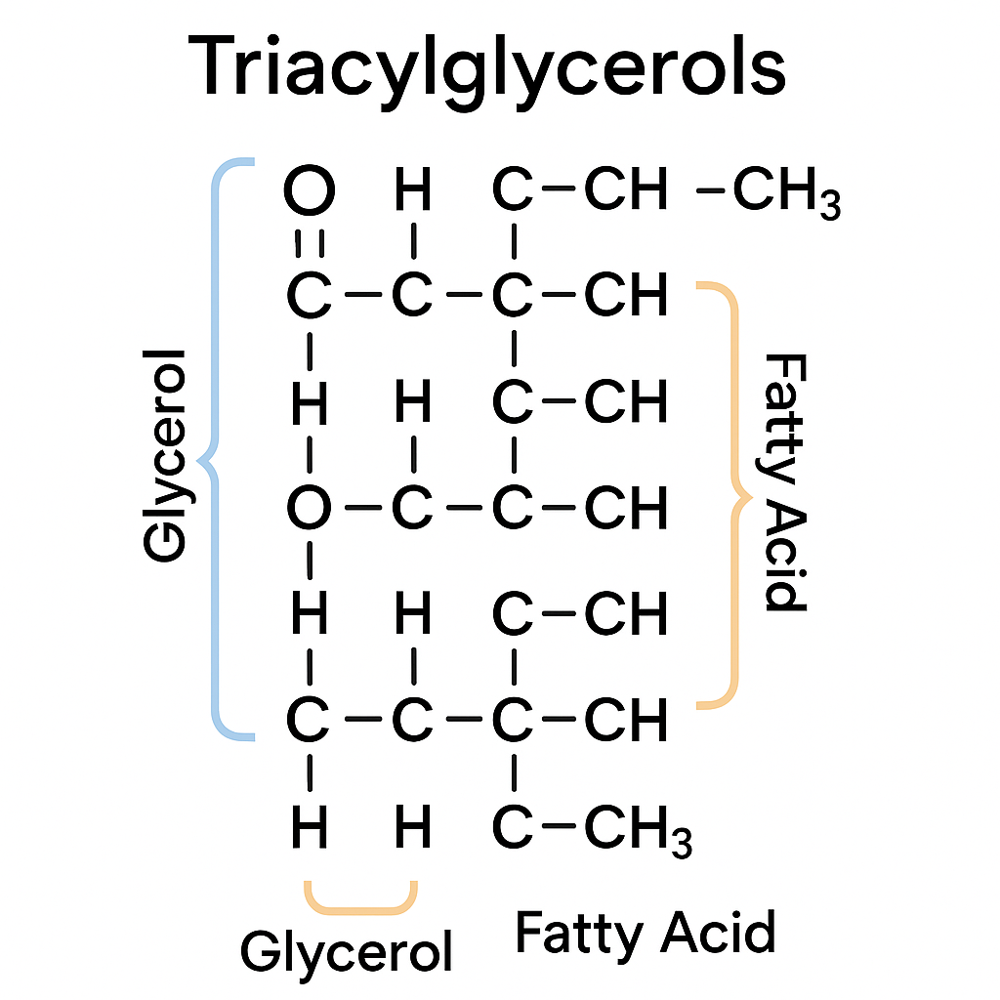 Triacylglycerols
O H C – CH – CH₃
C – C – C – CH
H H C – CH
O – C – C – CH
H H C – CH
C – C – C – CH
H H C – CH₃
Glycerol
Fatty Acid
Glycerol
Fatty Acid